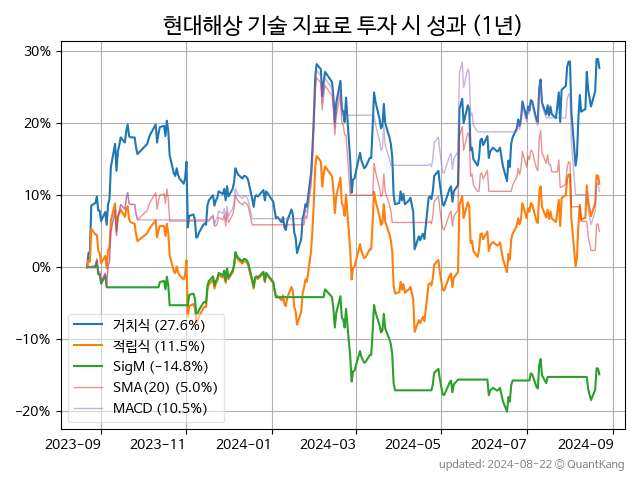 현대해상 기술 지표로 투자 시 성과 (1년)
30%
20%
10%
0%
−10%
−20%
거치식 (27.6%)
적립식 (11.5%)
SigM (−14.8%)
SMA(20) (5.0%)
MACD (10.5%)
2023-09
2023-11
2024-01
2024-03
2024-05
2024-07
2024-09
updated: 2024-08-22 © QuantKang